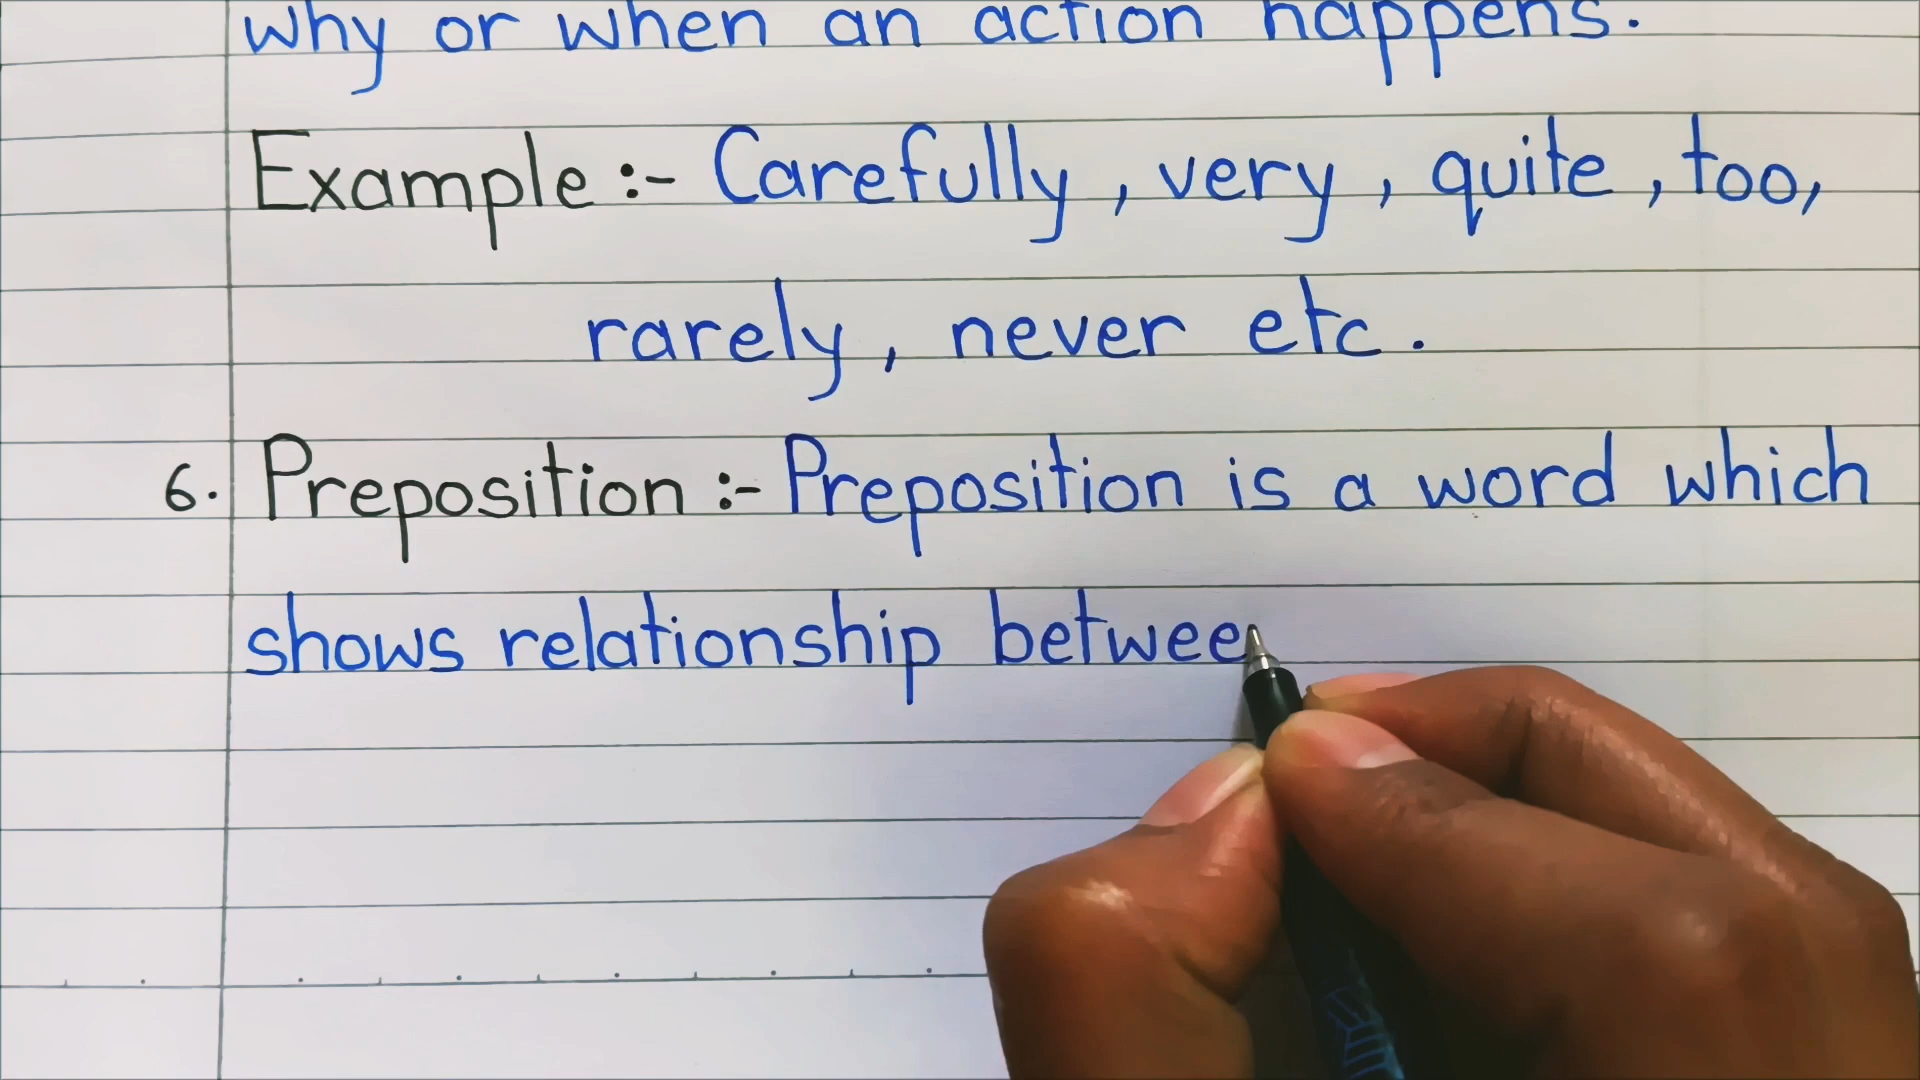 why or when an action happens.
Example :- Carefully, very, quite, too,
rarely, never etc.
6. Preposition :- Preposition is a word which
shows relationship betwee